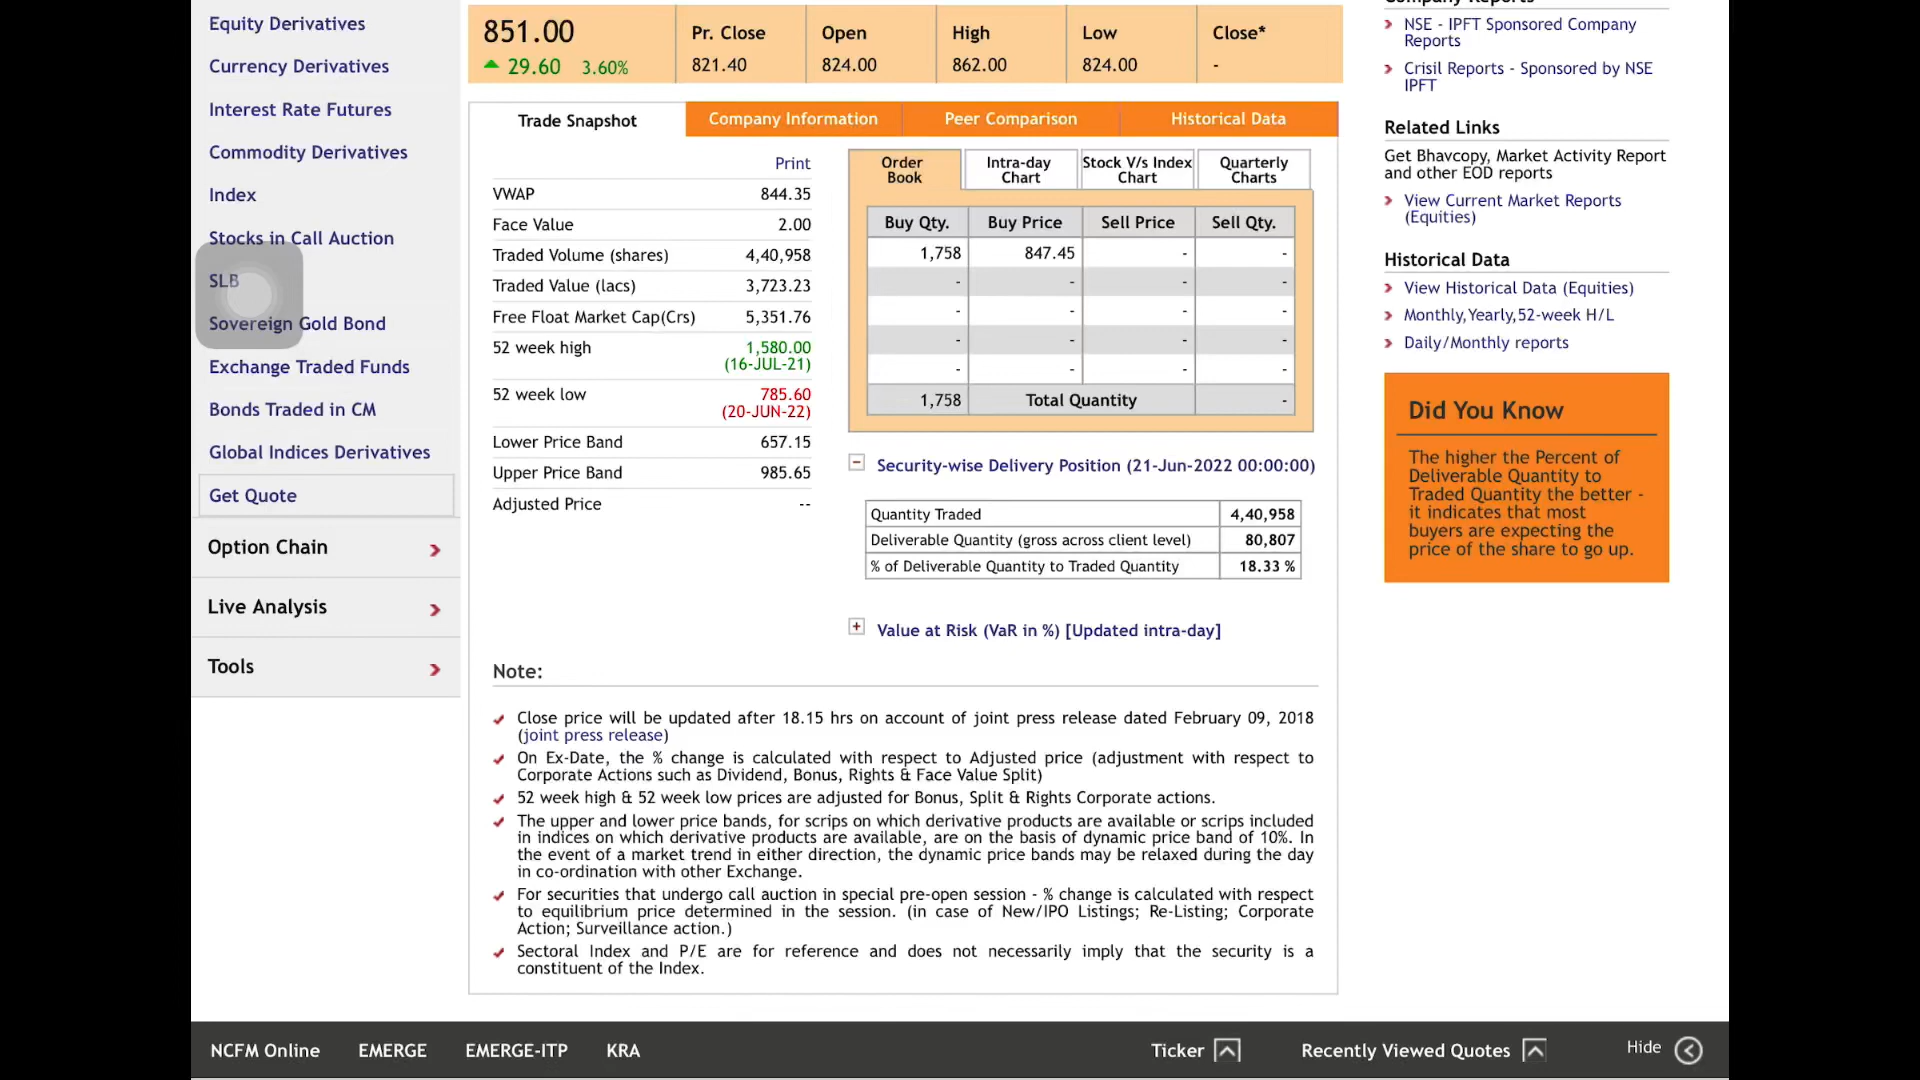 Equity Derivatives
Currency Derivatives
Interest Rate Futures
Commodity Derivatives
Index
Stocks in Call Auction
SLB
Sovereign Gold Bond
Exchange Traded Funds
Bonds Traded in CM
Global Indices Derivatives
Get Quote
Option Chain
Live Analysis
Tools
851.00
29.60 3.60%
Pr. Close Open High Low Close*
821.40 824.00 862.00 824.00 -
Trade Snapshot Company Information Peer Comparison Historical Data
Print
VWAP 844.35
Face Value 2.00
Traded Volume (shares) 4,40,958
Traded Value (lacs) 3,723.23
Free Float Market Cap(Crs) 5,351.76
52 week high 1,580.00
(16-JUL-21)
52 week low 785.60
(20-JUN-22)
Lower Price Band 657.15
Upper Price Band 985.65
Adjusted Price --
Order Book
Intra-day Chart
Stock V/s Index Chart
Quarterly Charts
Buy Qty. Buy Price Sell Price Sell Qty.
1,758 847.45 - -
- - - -
- - - -
- - - -
- - - -
1,758 Total Quantity -
Security-wise Delivery Position (21-Jun-2022 00:00:00)
Quantity Traded 4,40,958
Deliverable Quantity (gross across client level) 80,807
% of Deliverable Quantity to Traded Quantity 18.33 %
Value at Risk (VaR in %) [Updated intra-day]
Note:
Close price will be updated after 18.15 hrs on account of joint press release dated February 09, 2018
(joint press release)
On Ex-Date, the % change is calculated with respect to Adjusted price (adjustment with respect to
Corporate Actions such as Dividend, Bonus, Rights & Face Value Split)
52 week high & 52 week low prices are adjusted for Bonus, Split & Rights Corporate actions.
The upper and lower price bands, for scrips on which derivative products are available or scrips included
in indices on which derivative products are available, are on the basis of dynamic price band of 10%. In
the event of a market trend in either direction, the dynamic price bands may be relaxed during the day
in co-ordination with other Exchange.
For securities that undergo call auction in special pre-open session - % change is calculated with respect
to equilibrium price determined in the session. (in case of New/IPO Listings; Re-Listing; Corporate
Action; Surveillance action.)
Sectoral Index and P/E are for reference and does not necessarily imply that the security is a
constituent of the Index.
Company Reports
NSE - IPFT Sponsored Company
Reports
Crisil Reports - Sponsored by NSE
IPFT
Related Links
Get Bhavcopy, Market Activity Report
and other EOD reports
View Current Market Reports
(Equities)
Historical Data
View Historical Data (Equities)
Monthly,Yearly,52-week H/L
Daily/Monthly reports
Did You Know
The higher the Percent of
Deliverable Quantity to
Traded Quantity the better -
it indicates that most
buyers are expecting the
price of the share to go up.
NCFM Online EMERGE EMERGE-ITP KRA Ticker Recently Viewed Quotes Hide